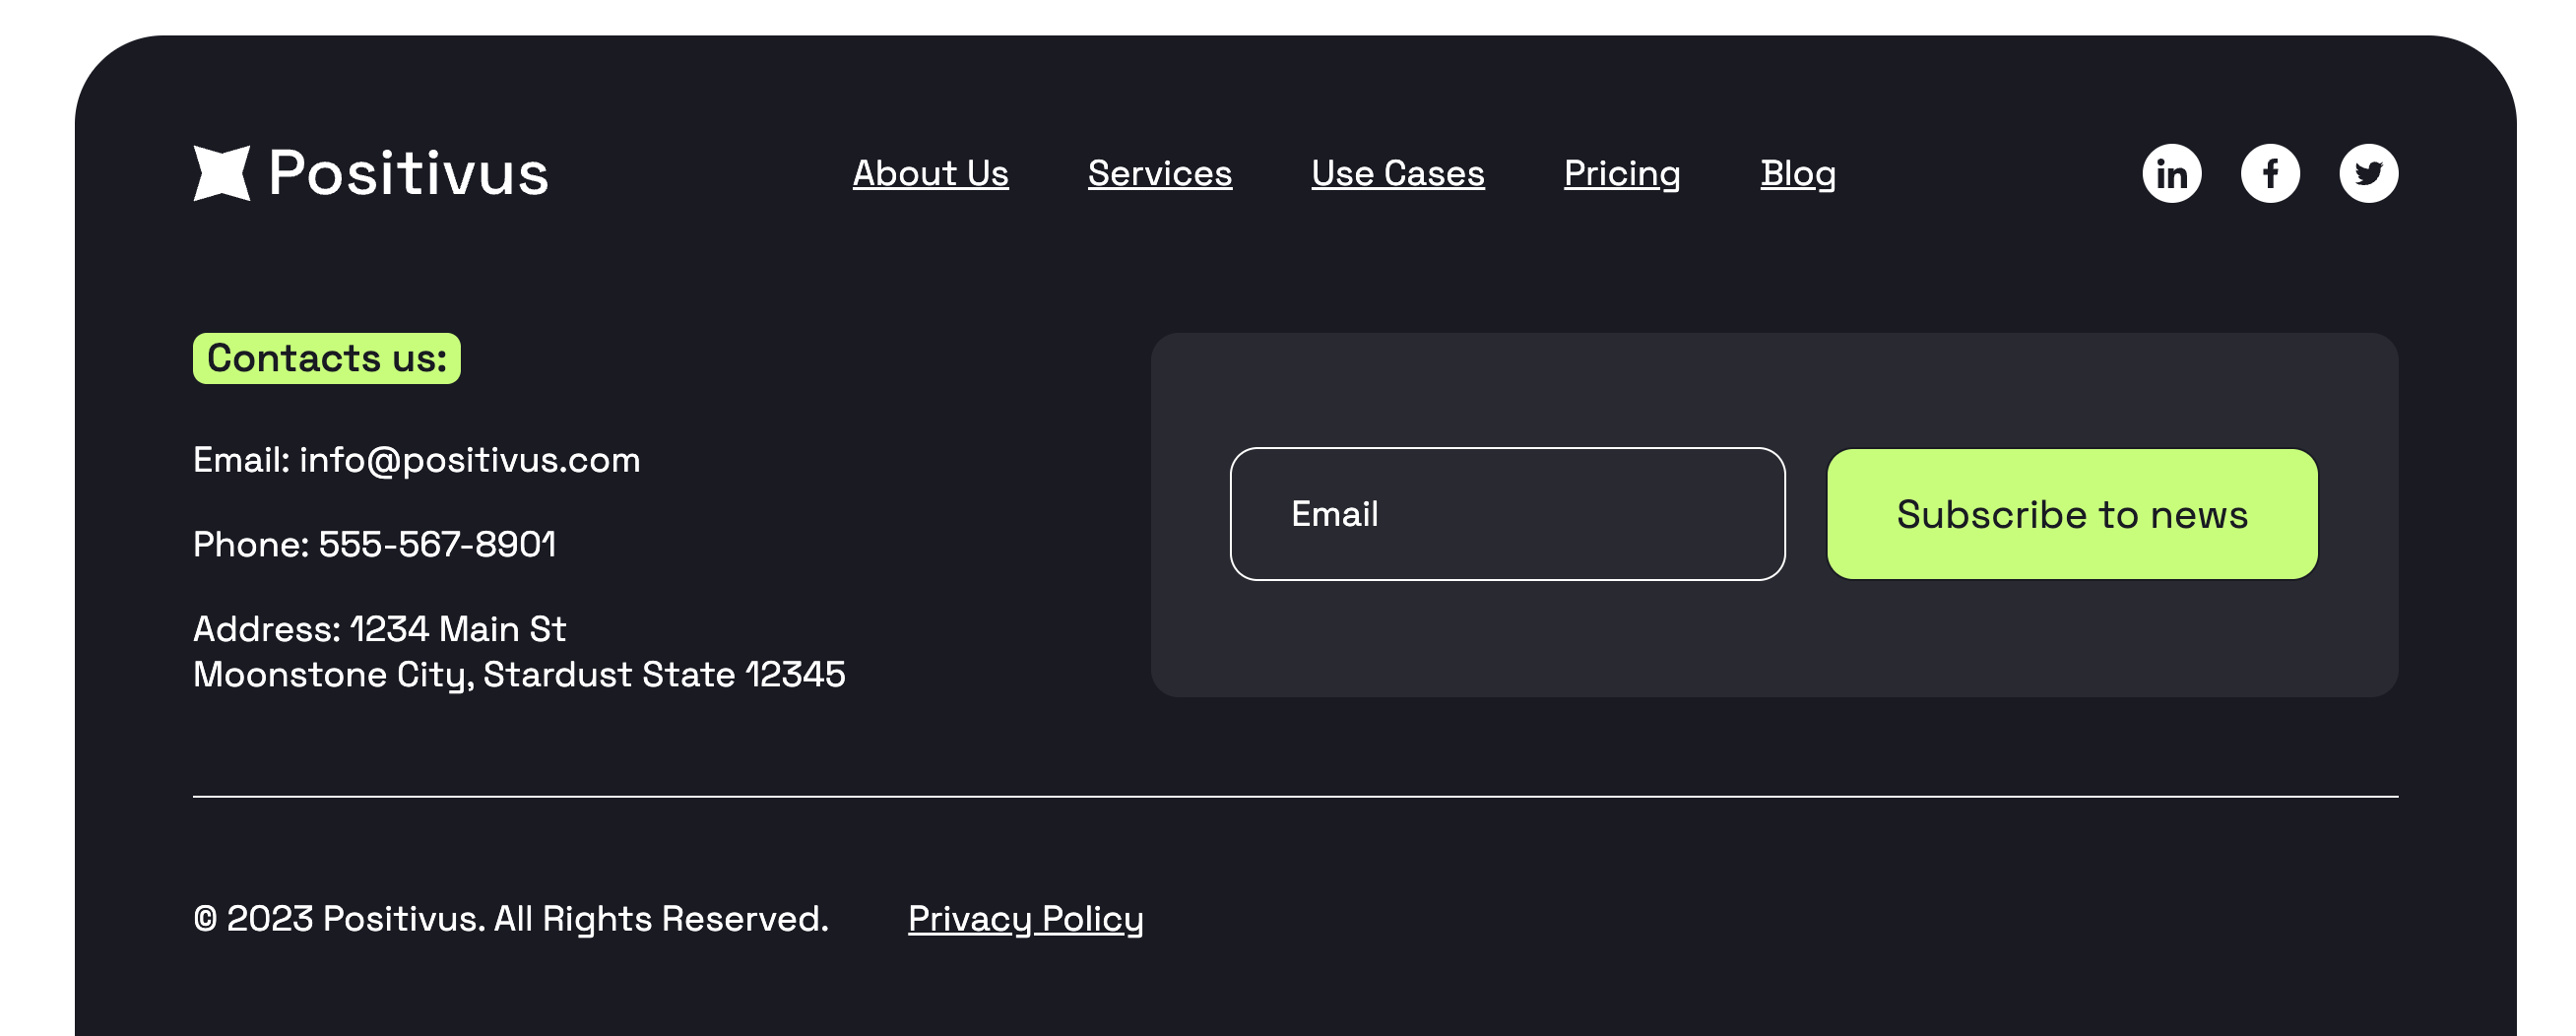 Positivus
About Us Services Use Cases Pricing Blog
in f
Contacts us:
Email: info@positivus.com
Phone: 555-567-8901
Address: 1234 Main St
Moonstone City, Stardust State 12345
Email
Subscribe to news
© 2023 Positivus. All Rights Reserved. Privacy Policy